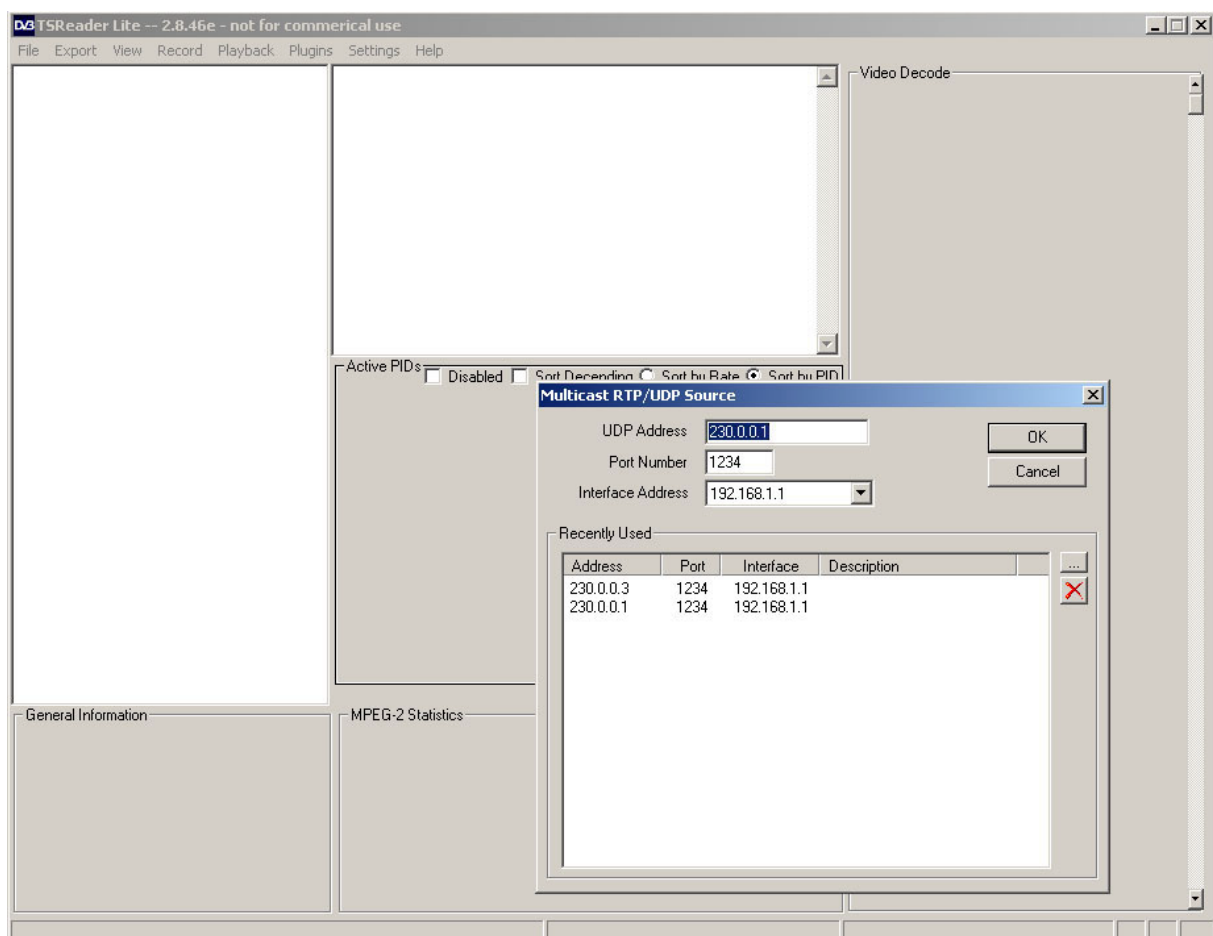 DVB TSReader Lite -- 2.8.46e - not for commerical use
File Export View Record Playback Plugins Settings Help
Video Decode
Active PIDs
Disabled
Sort Decending
Sort by Rate
Sort by PID
Multicast RTP/UDP Source
UDP Address 230.0.0.1
OK
Port Number 1234
Cancel
Interface Address 192.168.1.1
Recently Used
Address Port Interface Description
...
230.0.0.3 1234 192.168.1.1
230.0.0.1 1234 192.168.1.1
General Information
MPEG-2 Statistics